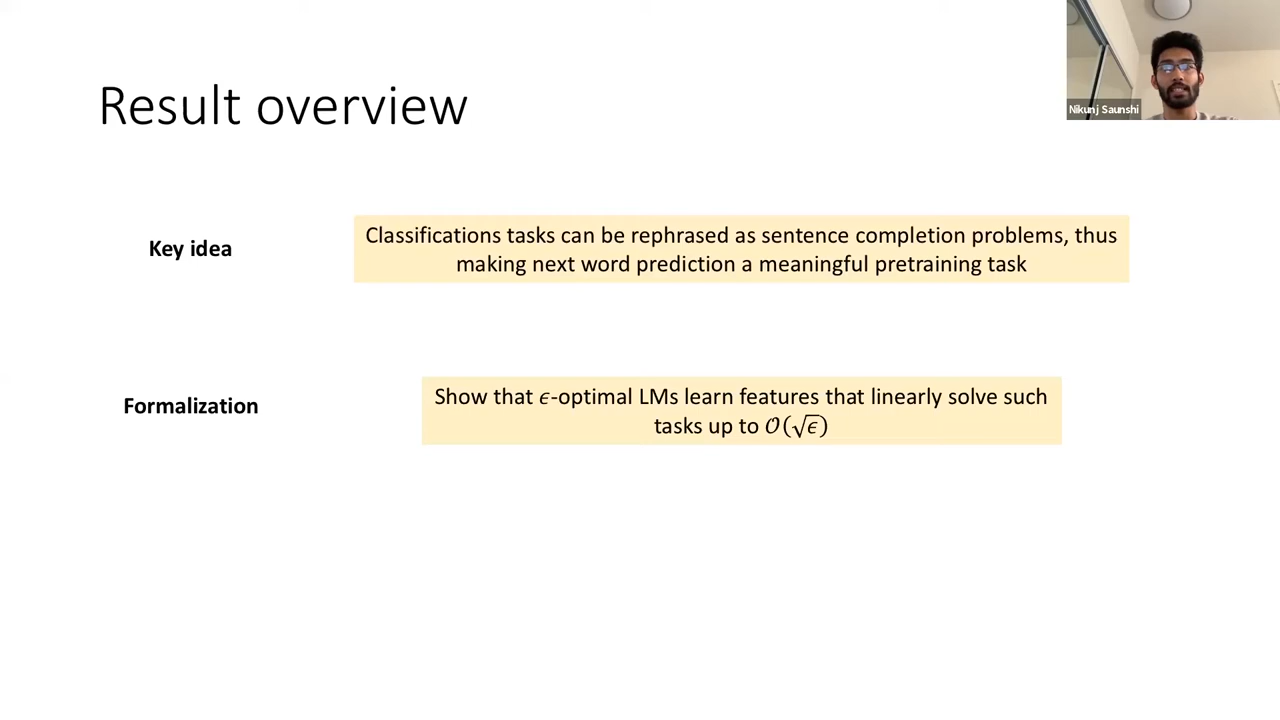 Result overview
Nikunj Saunshi
Key idea
Classifications tasks can be rephrased as sentence completion problems, thus
making next word prediction a meaningful pretraining task
Formalization
Show that ϵ-optimal LMs learn features that linearly solve such
tasks up to 𝒪(√ϵ)